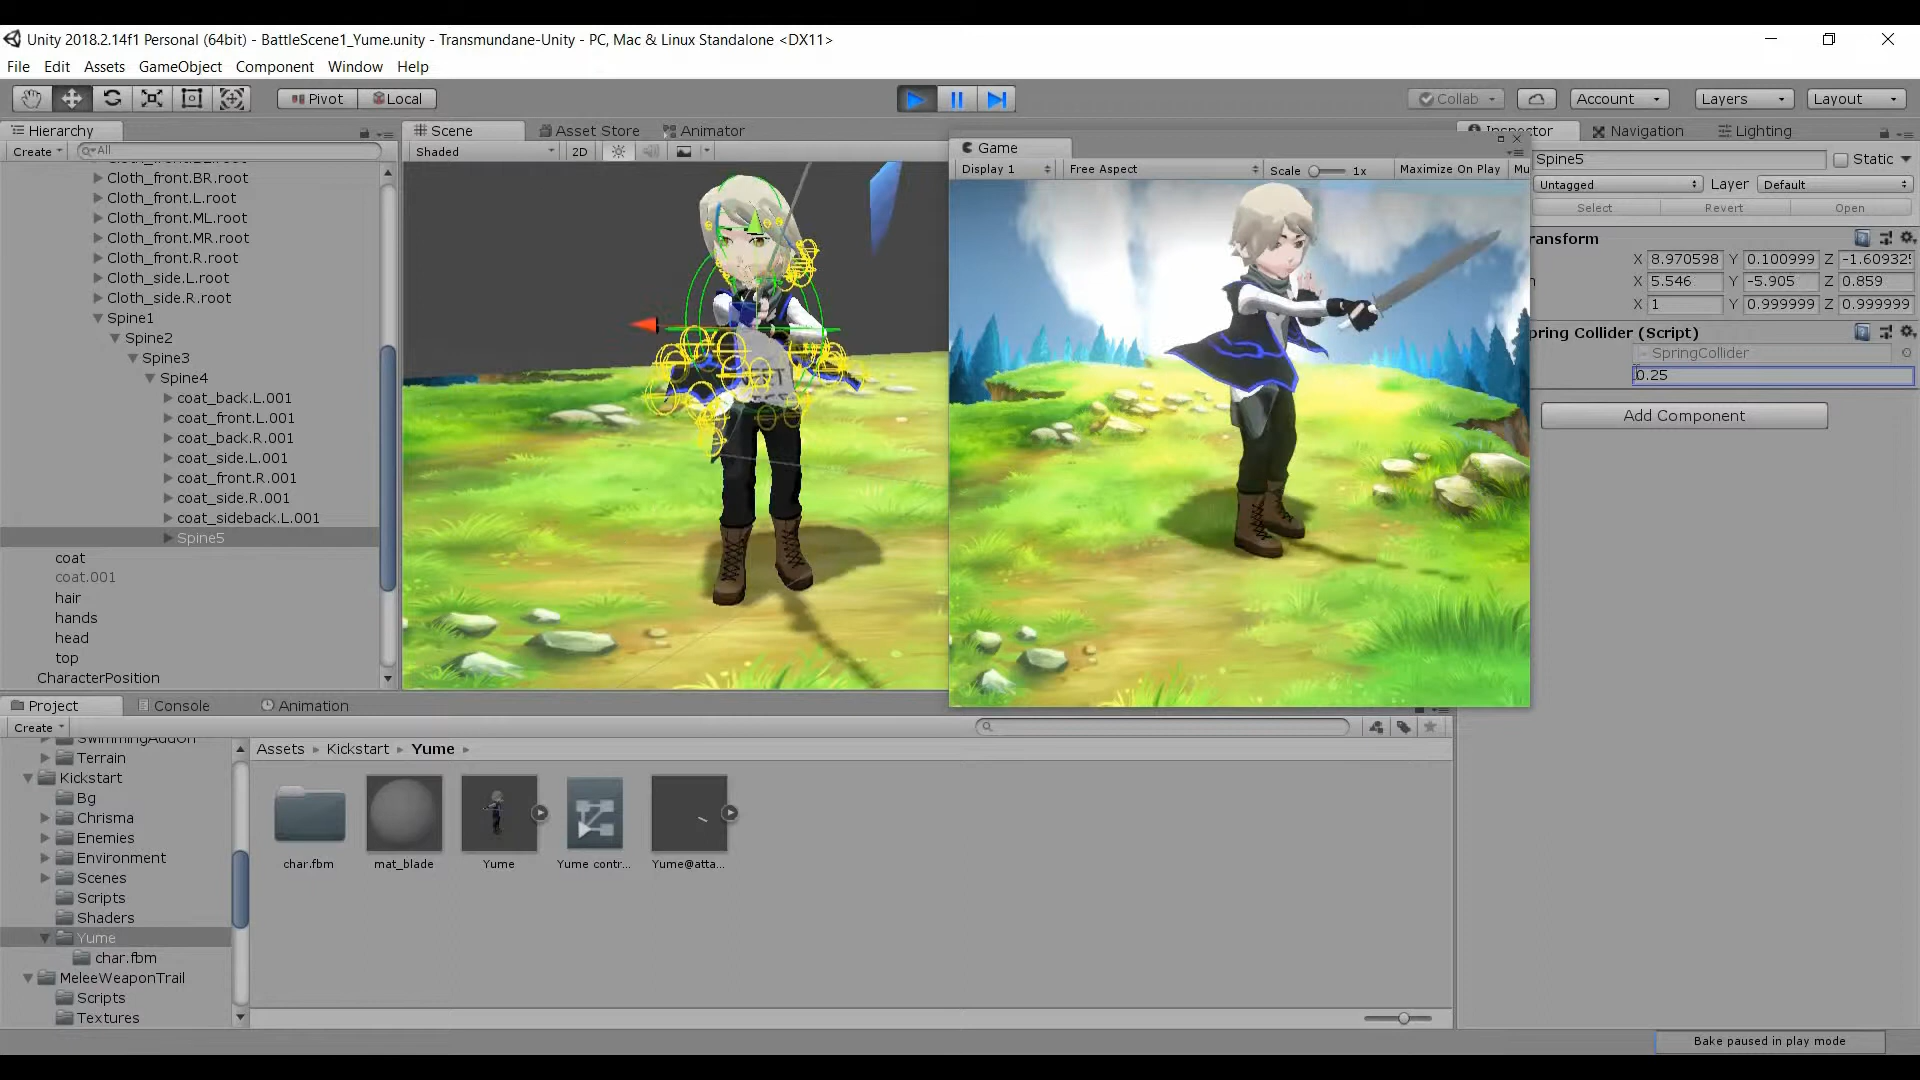 Unity 2018.2.14f1 Personal (64bit) - BattleScene1_Yume.unity - Transmundane-Unity - PC, Mac & Linux Standalone <DX11>
File Edit Assets GameObject Component Window Help
Pivot Local Collab Account Layers Layout
Hierarchy
Create All
Cloth_front.BR.root
Cloth_front.L.root
Cloth_front.ML.root
Cloth_front.MR.root
Cloth_front.R.root
Cloth_side.L.root
Cloth_side.R.root
Spine1
Spine2
Spine3
Spine4
coat_back.L.001
coat_front.L.001
coat_back.R.001
coat_side.L.001
coat_front.R.001
coat_side.R.001
coat_sideback.L.001
Spine5
coat
coat.001
hair
hands
head
top
CharacterPosition
Scene Asset Store Animator
Shaded 2D
Game
Display 1 Free Aspect Scale 1x Maximize On Play Mu
Inspector Navigation Lighting
Spine5 Static
Untagged Layer Default
Select Revert Open
ransform
X 8.970598 Y 0.100999 Z -1.609325
n X 5.546 Y -5.905 Z 0.859
X 1 Y 0.999999 Z 0.999999
pring Collider (Script)
SpringCollider
0.25
Add Component
Project Console Animation
Create
SwimmingAddOn
Terrain
Kickstart
Bg
Chrisma
Enemies
Environment
Scenes
Scripts
Shaders
Yume
char.fbm
MeleeWeaponTrail
Scripts
Textures
Assets Kickstart Yume
char.fbm mat_blade Yume Yume contr... Yume@atta...
Bake paused in play mode